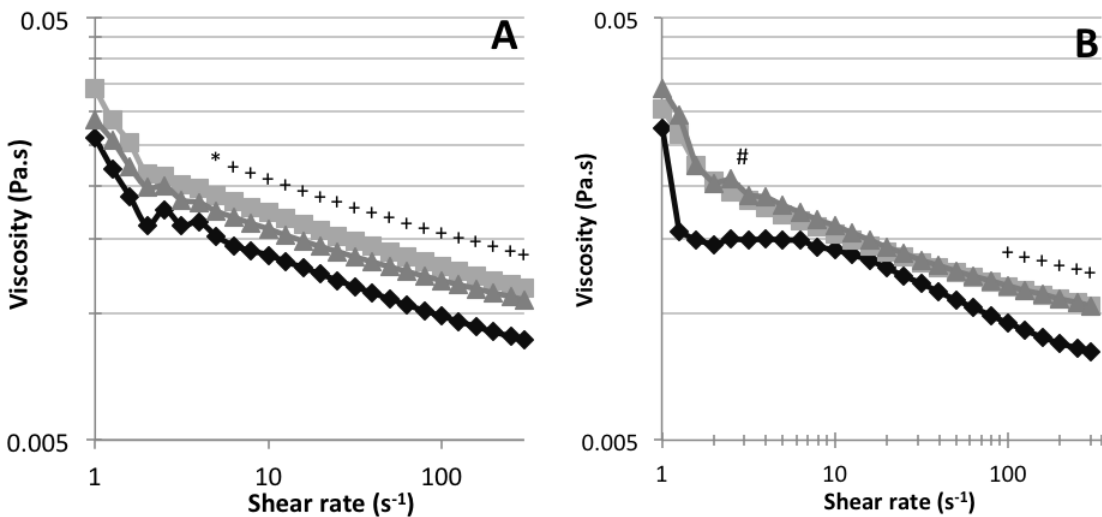 0.05
A
Viscosity (Pa.s)
* + + + + + + + + + + + + + + + + + +
0.005
1 10 100
Shear rate (s⁻¹)
0.05
B
Viscosity (Pa.s)
#
+ + + + + +
0.005
1 10 100
Shear rate (s⁻¹)